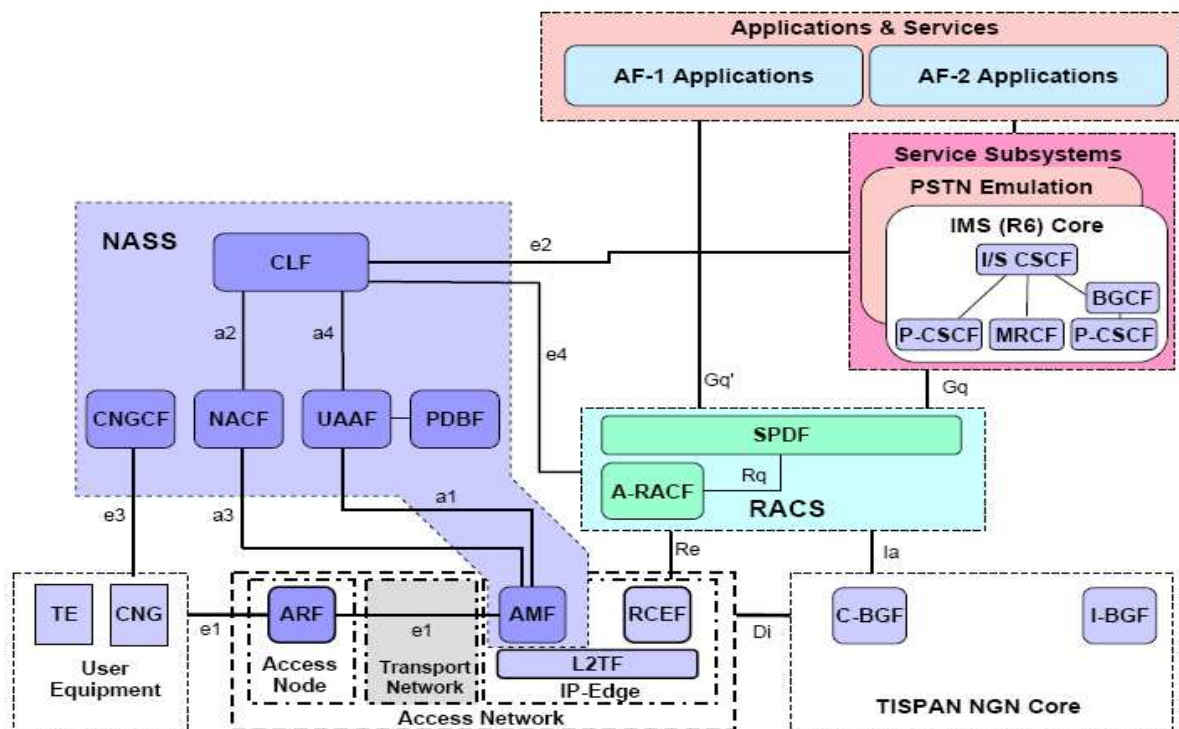 Applications & Services
AF-1 Applications
AF-2 Applications
Service Subsystems
PSTN Emulation
IMS (R6) Core
I/S CSCF
BGCF
P-CSCF
MRCF
P-CSCF
NASS
CLF
e2
a2
a4
e4
Gq'
Gq
CNGCF
NACF
UAAF
PDBF
SPDF
Rq
A-RACF
RACS
e3
a3
a1
Re
Ia
TE
CNG
e1
ARF
e1
AMF
RCEF
Di
C-BGF
I-BGF
User
Equipment
Access
Node
Transport
Network
L2TF
IP-Edge
Access Network
TISPAN NGN Core